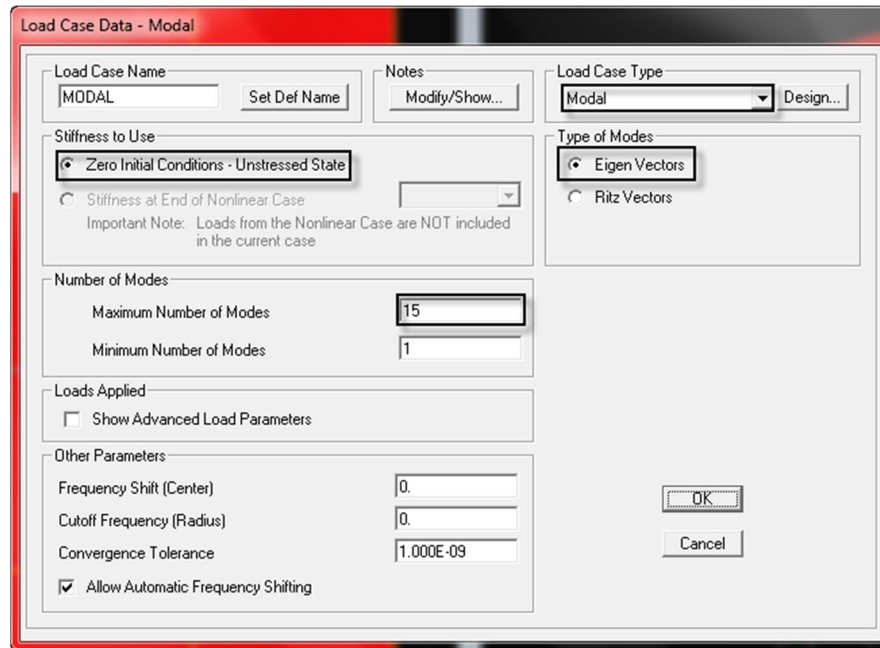 Load Case Data - Modal
Load Case Name
MODAL
Set Def Name
Notes
Modify/Show...
Load Case Type
Modal
Design...
Stiffness to Use
Zero Initial Conditions - Unstressed State
Stiffness at End of Nonlinear Case
Important Note: Loads from the Nonlinear Case are NOT included
in the current case
Type of Modes
Eigen Vectors
Ritz Vectors
Number of Modes
Maximum Number of Modes
15
Minimum Number of Modes
1
Loads Applied
Show Advanced Load Parameters
Other Parameters
Frequency Shift (Center)
0.
Cutoff Frequency (Radius)
0.
Convergence Tolerance
1.000E-09
Allow Automatic Frequency Shifting
OK
Cancel